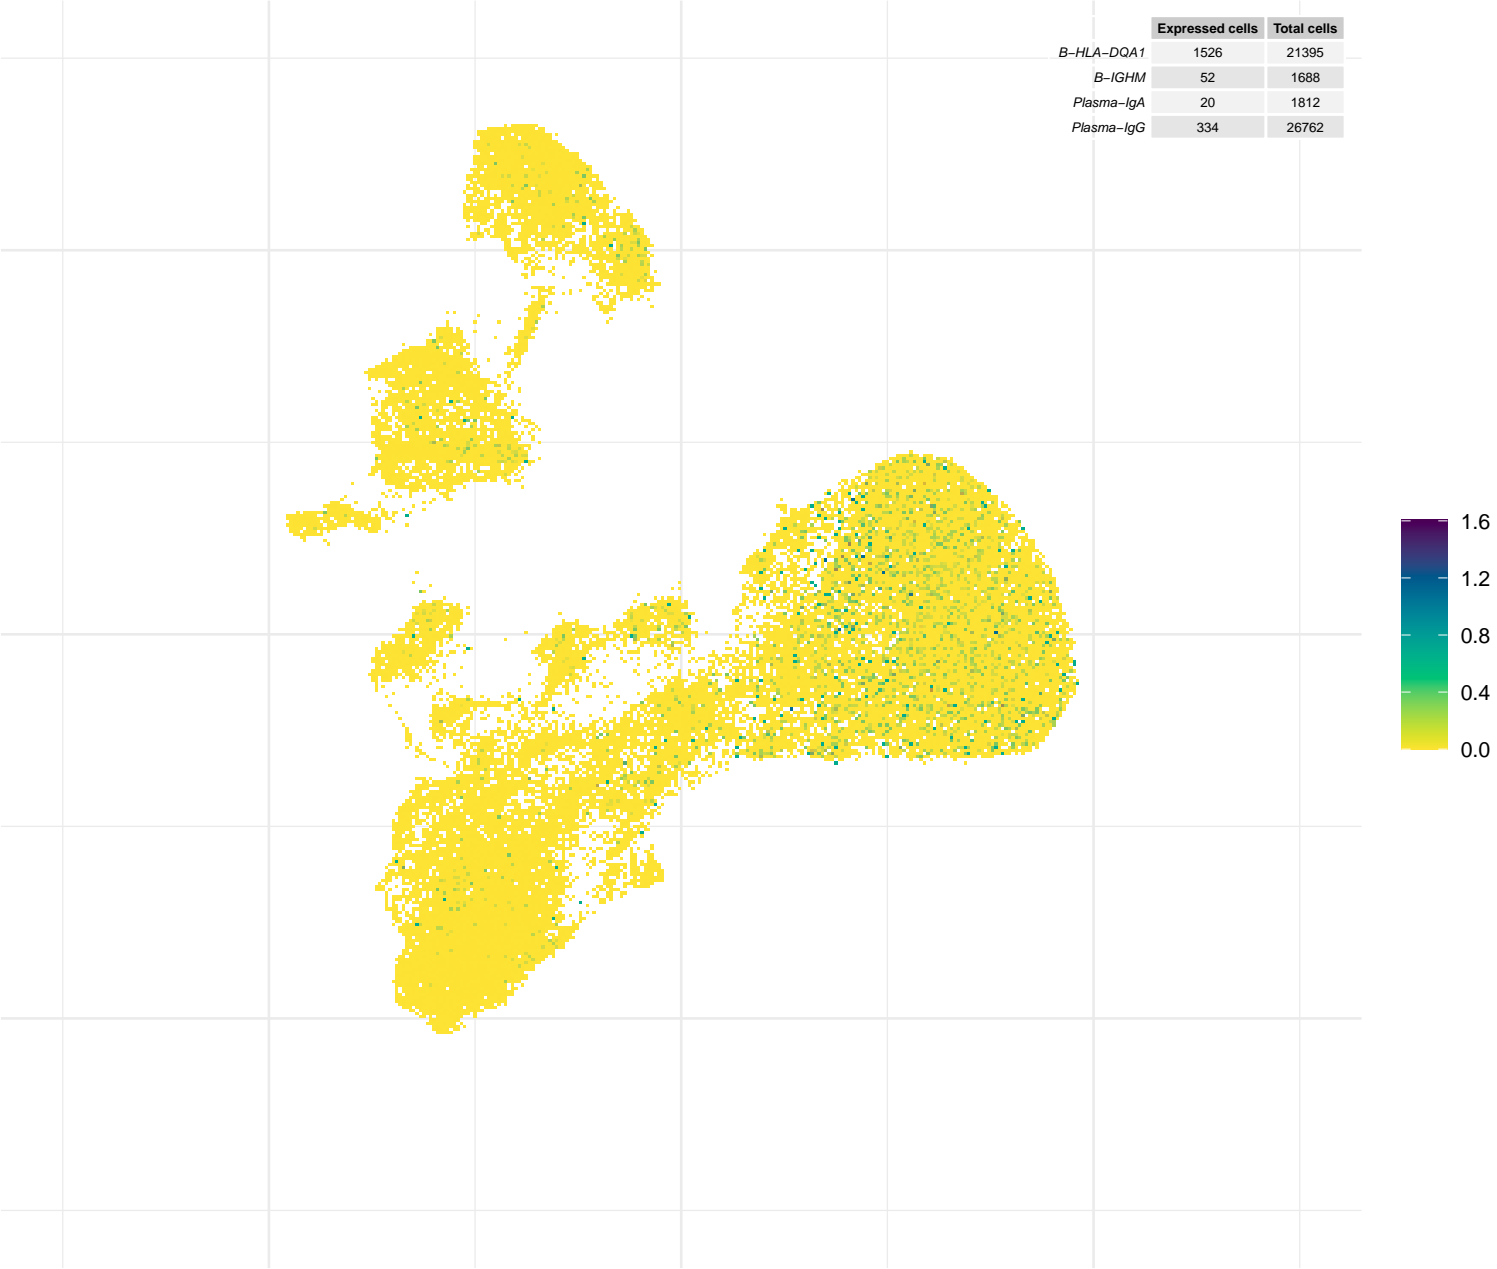 Expressed cells Total cells
B−HLA−DQA1 1526 21395
B−IGHM 52 1688
Plasma−IgA 20 1812
Plasma−IgG 334 26762
1.6
1.2
0.8
0.4
0.0